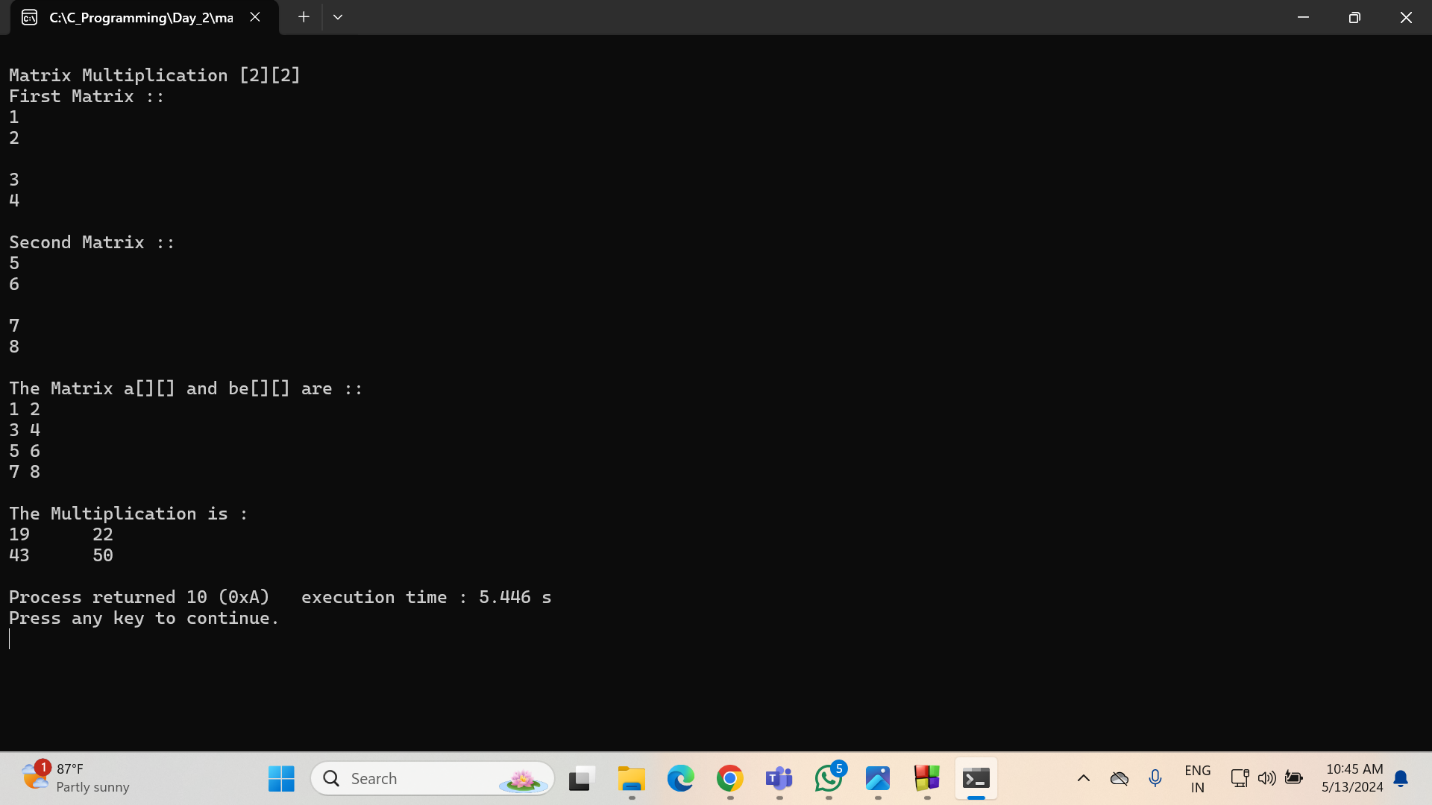 C:\C_Programming\Day_2\ma
Matrix Multiplication [2][2]
First Matrix ::
1
2
3
4
Second Matrix ::
5
6
7
8
The Matrix a[][] and be[][] are ::
1 2
3 4
5 6
7 8
The Multiplication is :
19 22
43 50
Process returned 10 (0xA) execution time : 5.446 s
Press any key to continue.
1
87°F
Partly sunny
Search
5
ENG
IN
10:45 AM
5/13/2024